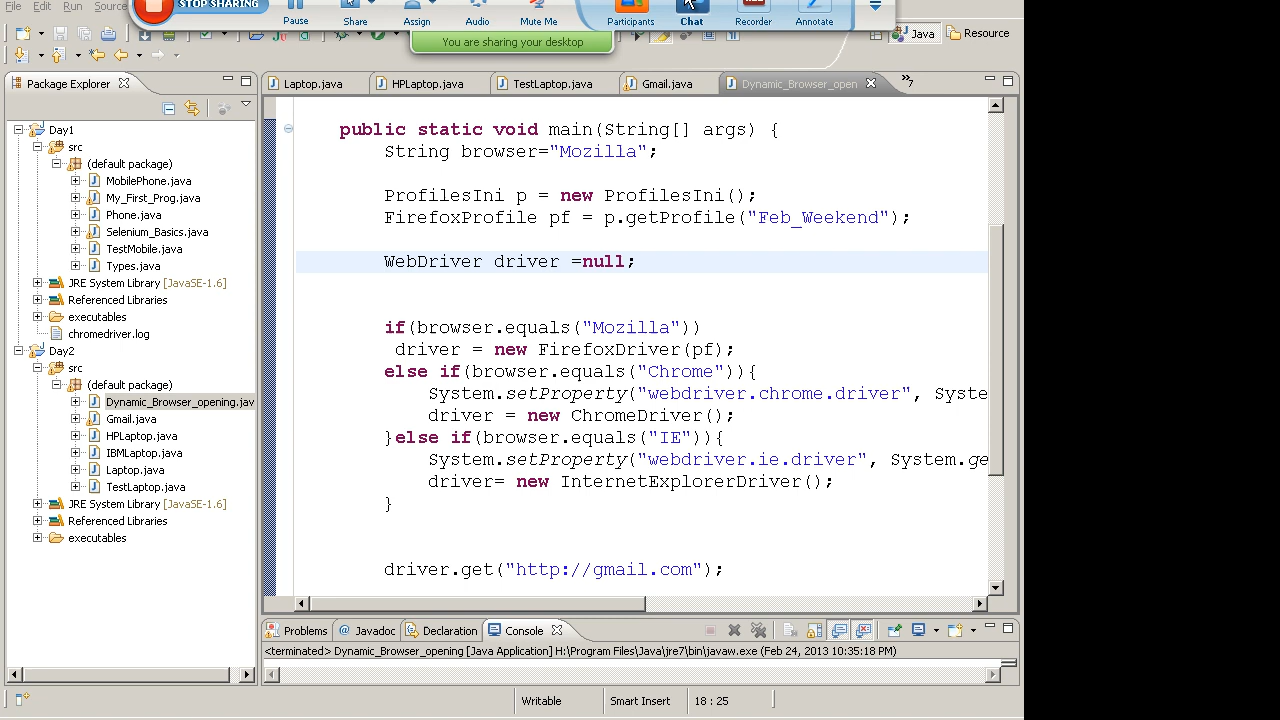 File Edit Run Source
STOP SHARING
Pause Share Assign Audio Mute Me Participants Chat Recorder Annotate
You are sharing your desktop
Java Resource
Package Explorer
Laptop.java HPLaptop.java TestLaptop.java Gmail.java Dynamic_Browser_open »7
Day1
src
(default package)
MobilePhone.java
My_First_Prog.java
Phone.java
Selenium_Basics.java
TestMobile.java
Types.java
JRE System Library [JavaSE-1.6]
Referenced Libraries
executables
chromedriver.log
Day2
src
(default package)
Dynamic_Browser_opening.jav
Gmail.java
HPLaptop.java
IBMLaptop.java
Laptop.java
TestLaptop.java
JRE System Library [JavaSE-1.6]
Referenced Libraries
executables
public static void main(String[] args) {
String browser="Mozilla";
ProfilesIni p = new ProfilesIni();
FirefoxProfile pf = p.getProfile("Feb_Weekend");
WebDriver driver =null;
if(browser.equals("Mozilla"))
driver = new FirefoxDriver(pf);
else if(browser.equals("Chrome")){
System.setProperty("webdriver.chrome.driver", Syste
driver = new ChromeDriver();
}else if(browser.equals("IE")){
System.setProperty("webdriver.ie.driver", System.ge
driver= new InternetExplorerDriver();
}
driver.get("http://gmail.com");
Problems @ Javadoc Declaration Console
<terminated> Dynamic_Browser_opening [Java Application] H:\Program Files\Java\jre7\bin\javaw.exe (Feb 24, 2013 10:35:18 PM)
Writable Smart Insert 18 : 25